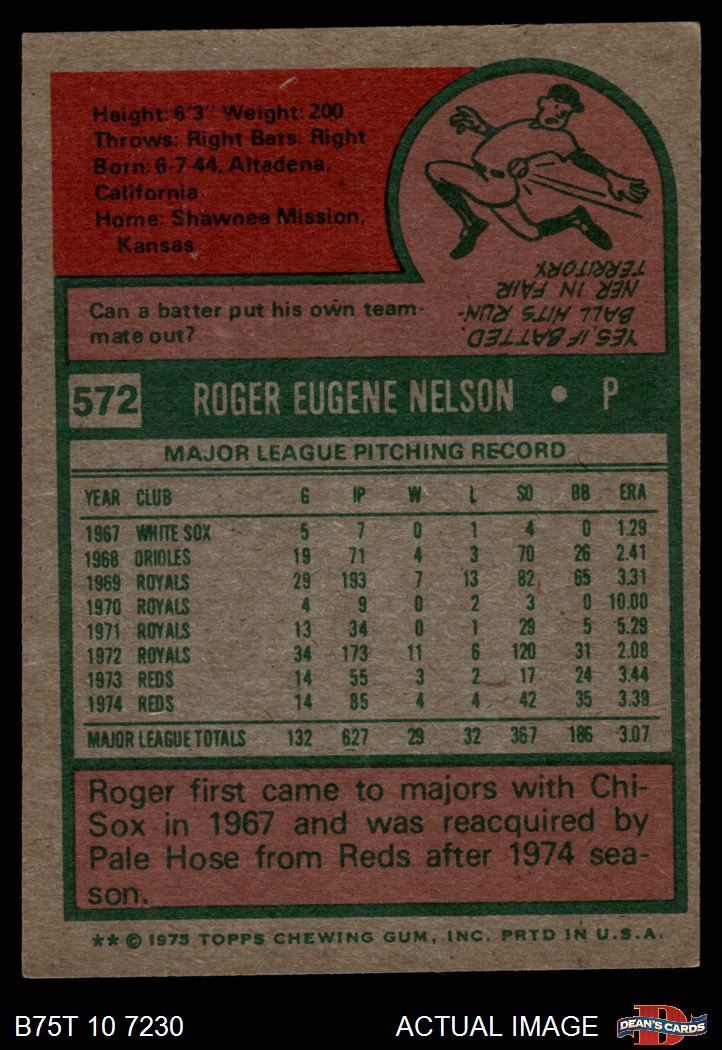 Height: 6'3" Weight: 200
Throws: Right Bats: Right
Born: 6-7-44, Altadena,
California
Home: Shawnee Mission,
Kansas
Can a batter put his own team-
mate out?
YES, IF BATTED
BALL HITS RUN-
NER IN FAIR
TERRITORY.
572 ROGER EUGENE NELSON • P
MAJOR LEAGUE PITCHING RECORD
YEAR CLUB G IP W L SO BB ERA
1967 WHITE SOX 5 7 0 1 4 0 1.29
1968 ORIOLES 19 71 4 3 70 26 2.41
1969 ROYALS 29 193 7 13 82 65 3.31
1970 ROYALS 4 9 0 2 3 0 10.00
1971 ROYALS 13 34 0 1 29 5 5.29
1972 ROYALS 34 173 11 6 120 31 2.08
1973 REDS 14 55 3 2 17 24 3.44
1974 REDS 14 85 4 4 42 35 3.39
MAJOR LEAGUE TOTALS 132 627 29 32 367 186 3.07
Roger first came to majors with Chi-
Sox in 1967 and was reacquired by
Pale Hose from Reds after 1974 sea-
son.
** © 1975 TOPPS CHEWING GUM, INC. PRTD IN U.S.A.
B75T 10 7230 ACTUAL IMAGE
D
DEAN'S CARDS